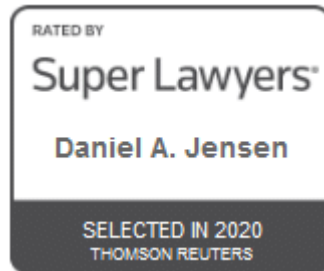 RATED BY
Super Lawyers®
Daniel A. Jensen
SELECTED IN 2020
THOMSON REUTERS